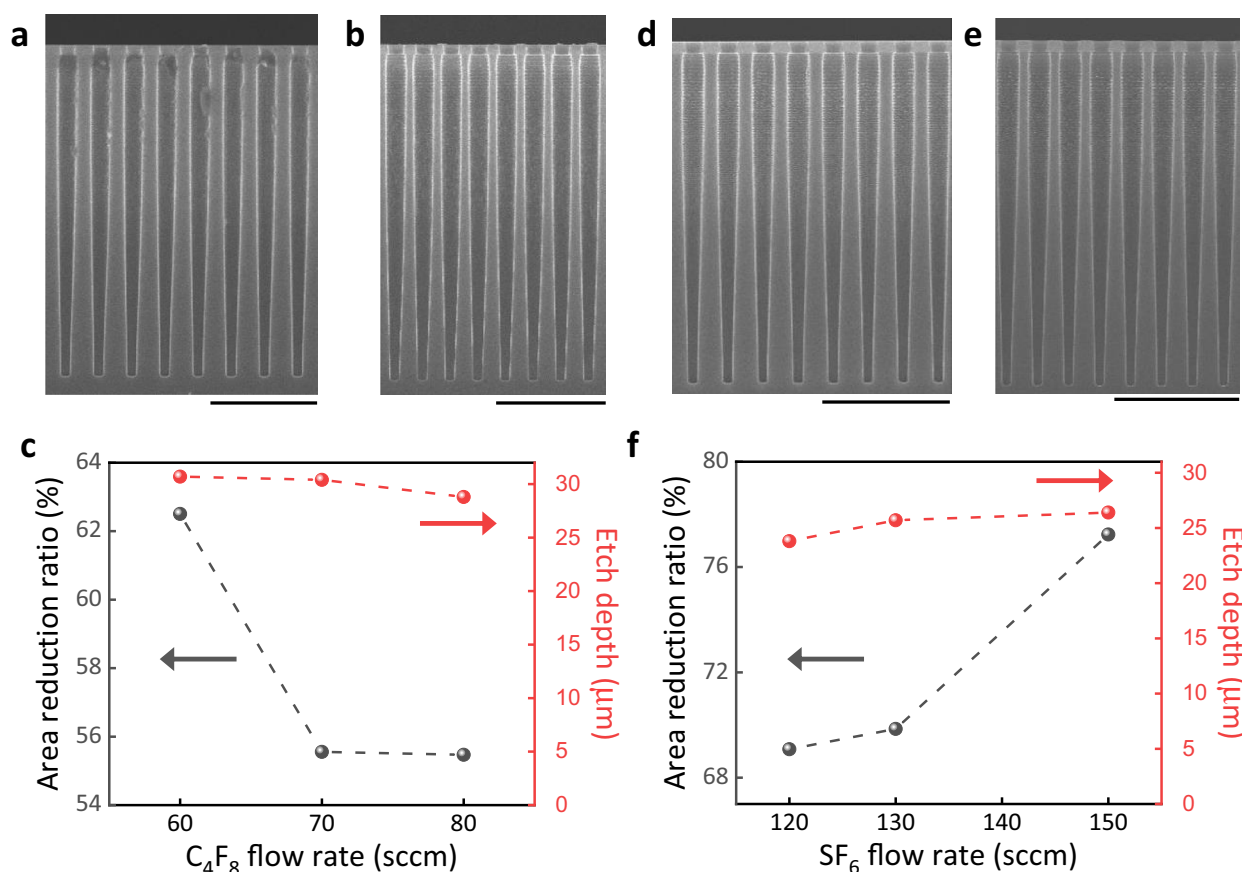 a
b
d
e
c
64
62
60
58
56
54
Area reduction ratio (%)
30
25
20
15
10
5
0
Etch depth (μm)
60 70 80
C₄F₈ flow rate (sccm)
f
80
76
72
68
Area reduction ratio (%)
30
25
20
15
10
5
0
Etch depth (μm)
120 130 140 150
SF₆ flow rate (sccm)